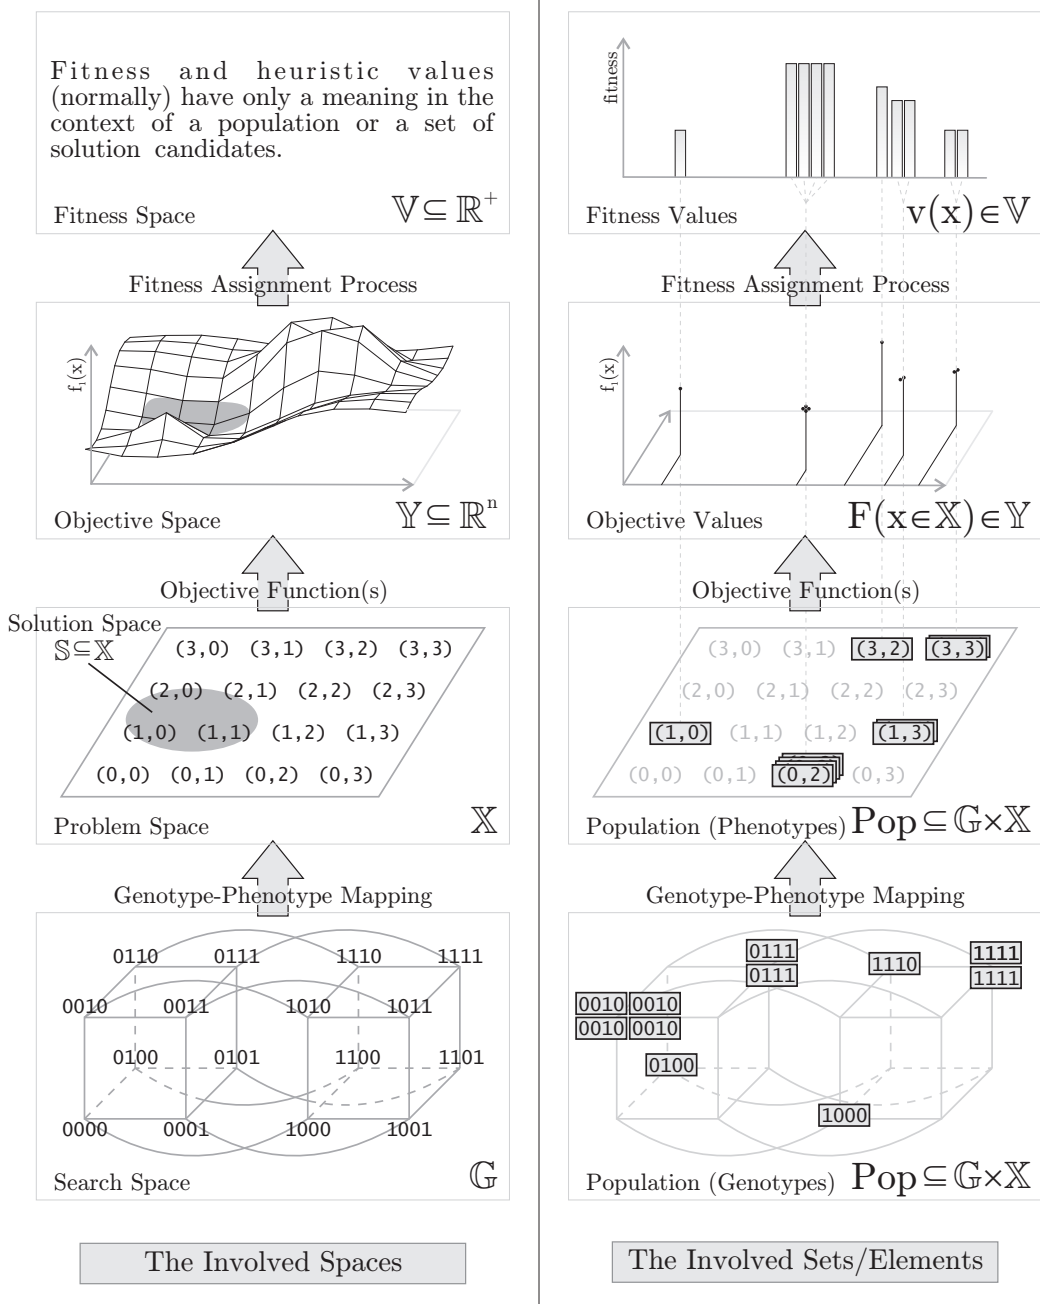 Fitness and heuristic values
(normally) have only a meaning in the
context of a population or a set of
solution candidates.
Fitness Space
𝕍⊆ℝ⁺
Fitness Assignment Process
f₁(x)
Objective Space
𝕐⊆ℝⁿ
Objective Function(s)
Solution Space
𝕊⊆𝕏
(3,0) (3,1) (3,2) (3,3)
(2,0) (2,1) (2,2) (2,3)
(1,0) (1,1) (1,2) (1,3)
(0,0) (0,1) (0,2) (0,3)
Problem Space
𝕏
Genotype-Phenotype Mapping
0110 0111 1110 1111
0010 0011 1010 1011
0100 0101 1100 1101
0000 0001 1000 1001
Search Space
𝔾
The Involved Spaces
fitness
Fitness Values
v(x)∈𝕍
Fitness Assignment Process
f₁(x)
Objective Values
F(x∈𝕏)∈𝕐
Objective Function(s)
(3,0) (3,1) (3,2) (3,3)
(2,0) (2,1) (2,2) (2,3)
(1,0) (1,1) (1,2) (1,3)
(0,0) (0,1) (0,2) (0,3)
Population (Phenotypes)
Pop⊆𝔾×𝕏
Genotype-Phenotype Mapping
0111 1110 1111
0111 1111
0010 0010
0010 0010
0100
1000
Population (Genotypes)
Pop⊆𝔾×𝕏
The Involved Sets/Elements